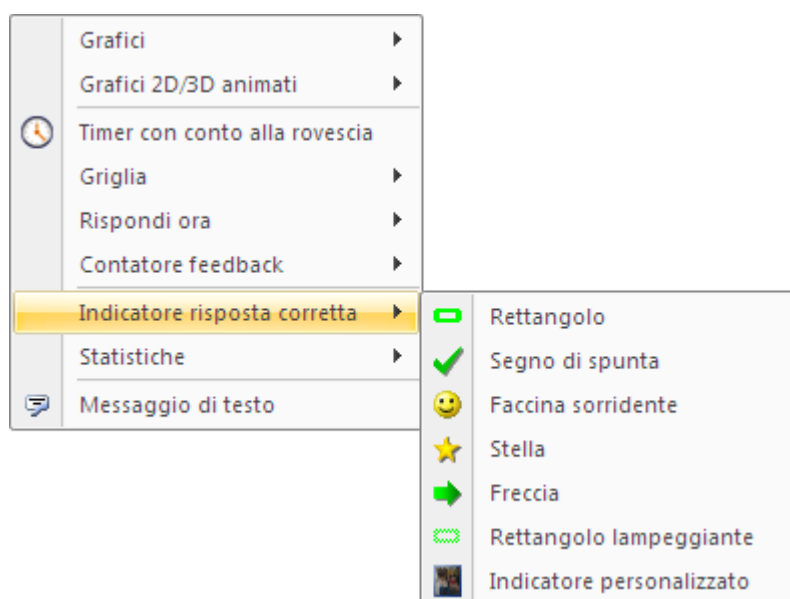 Grafici
Grafici 2D/3D animati
Timer con conto alla rovescia
Griglia
Rispondi ora
Contatore feedback
Indicatore risposta corretta
Statistiche
Messaggio di testo
Rettangolo
Segno di spunta
Faccina sorridente
Stella
Freccia
Rettangolo lampeggiante
Indicatore personalizzato